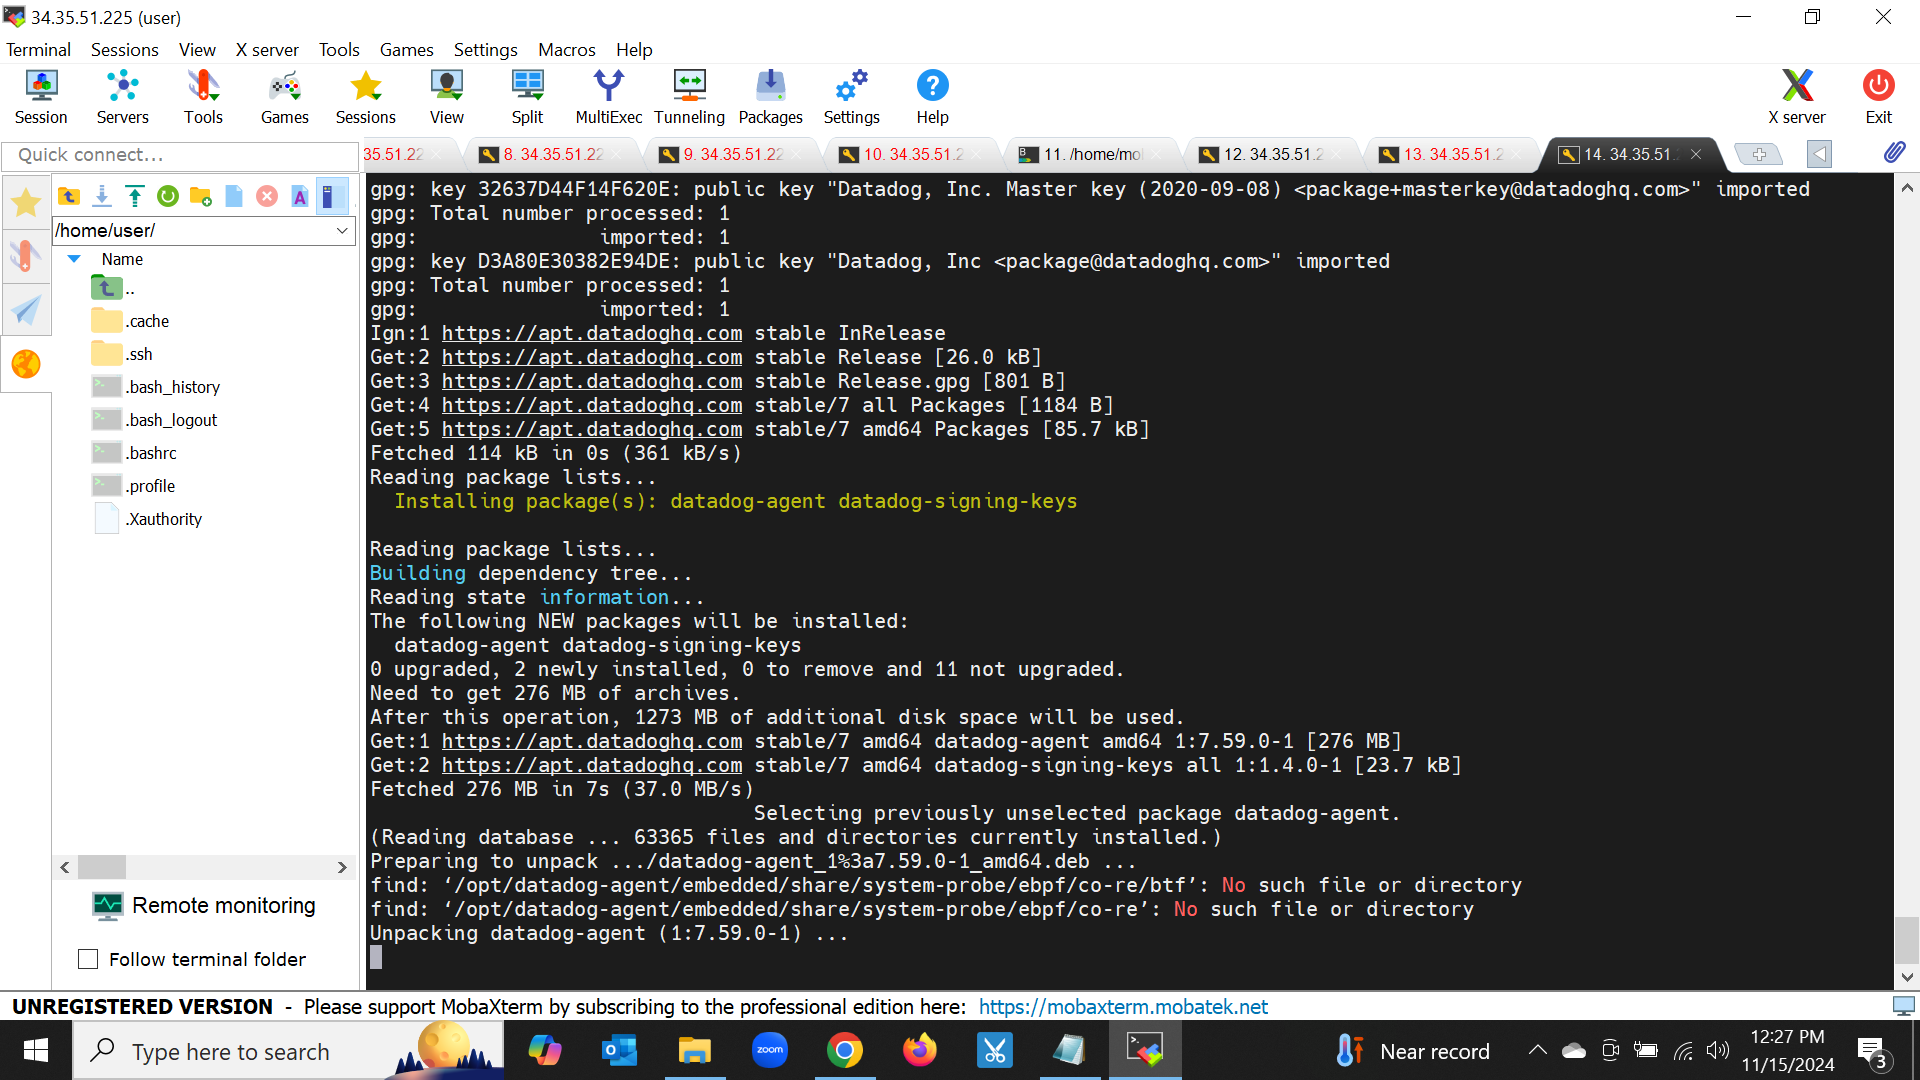 34.35.51.225 (user)
Terminal Sessions View X server Tools Games Settings Macros Help
Session Servers Tools Games Sessions View Split MultiExec Tunneling Packages Settings Help X server Exit
Quick connect...
35.51.22 8. 34.35.51.22 9. 34.35.51.22 10. 34.35.51.2 11. /home/mo 12. 34.35.51.2 13. 34.35.51.2 14. 34.35.51.
/home/user/
Name
..
.cache
.ssh
.bash_history
.bash_logout
.bashrc
.profile
.Xauthority
Remote monitoring
Follow terminal folder
gpg: key 32637D44F14F620E: public key "Datadog, Inc. Master key (2020-09-08) <package+masterkey@datadoghq.com>" imported
gpg: Total number processed: 1
gpg:               imported: 1
gpg: key D3A80E30382E94DE: public key "Datadog, Inc <package@datadoghq.com>" imported
gpg: Total number processed: 1
gpg:               imported: 1
Ign:1 https://apt.datadoghq.com stable InRelease
Get:2 https://apt.datadoghq.com stable Release [26.0 kB]
Get:3 https://apt.datadoghq.com stable Release.gpg [801 B]
Get:4 https://apt.datadoghq.com stable/7 all Packages [1184 B]
Get:5 https://apt.datadoghq.com stable/7 amd64 Packages [85.7 kB]
Fetched 114 kB in 0s (361 kB/s)
Reading package lists...
  Installing package(s): datadog-agent datadog-signing-keys
Reading package lists...
Building dependency tree...
Reading state information...
The following NEW packages will be installed:
  datadog-agent datadog-signing-keys
0 upgraded, 2 newly installed, 0 to remove and 11 not upgraded.
Need to get 276 MB of archives.
After this operation, 1273 MB of additional disk space will be used.
Get:1 https://apt.datadoghq.com stable/7 amd64 datadog-agent amd64 1:7.59.0-1 [276 MB]
Get:2 https://apt.datadoghq.com stable/7 amd64 datadog-signing-keys all 1:1.4.0-1 [23.7 kB]
Fetched 276 MB in 7s (37.0 MB/s)
                                Selecting previously unselected package datadog-agent.
(Reading database ... 63365 files and directories currently installed.)
Preparing to unpack .../datadog-agent_1%3a7.59.0-1_amd64.deb ...
find: ‘/opt/datadog-agent/embedded/share/system-probe/ebpf/co-re/btf’: No such file or directory
find: ‘/opt/datadog-agent/embedded/share/system-probe/ebpf/co-re’: No such file or directory
Unpacking datadog-agent (1:7.59.0-1) ...
UNREGISTERED VERSION - Please support MobaXterm by subscribing to the professional edition here: https://mobaxterm.mobatek.net
Type here to search
zoom
Near record
12:27 PM
11/15/2024
3